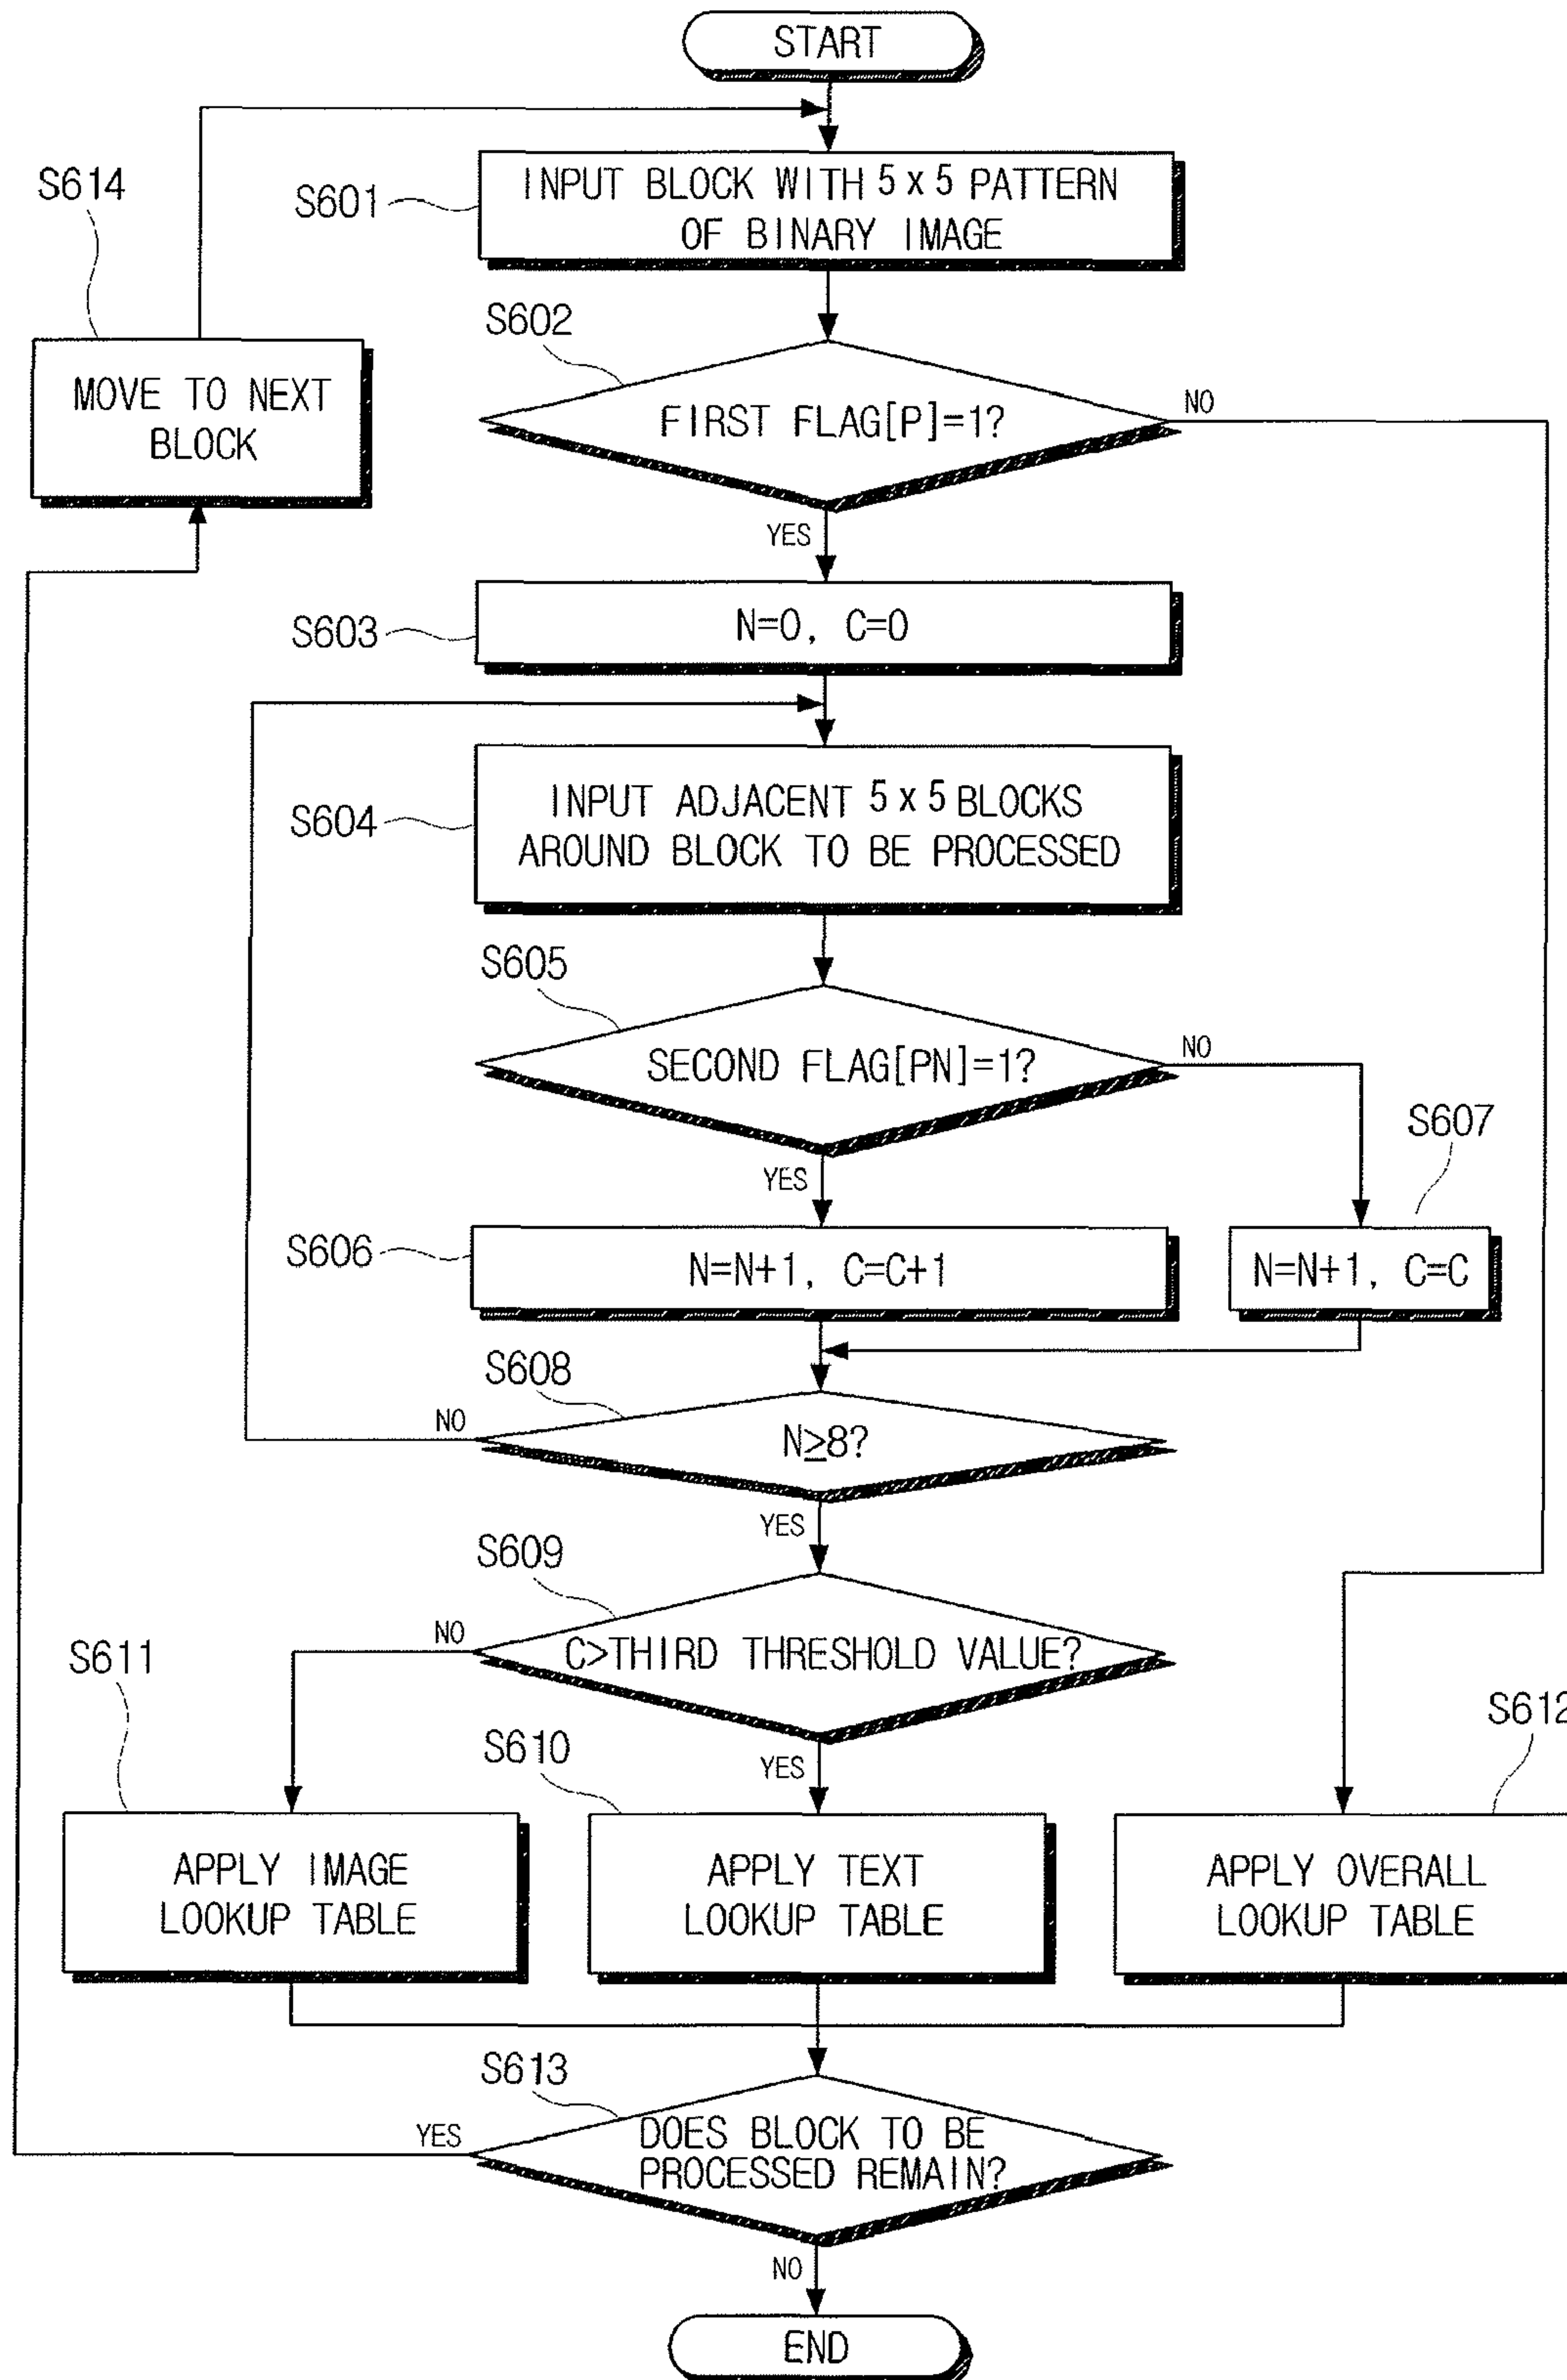 START
S614
S601
INPUT BLOCK WITH 5 x 5 PATTERN
OF BINARY IMAGE
S602
MOVE TO NEXT
BLOCK
FIRST FLAG[P]=1?
NO
YES
S603
N=0, C=0
S604
INPUT ADJACENT 5 x 5 BLOCKS
AROUND BLOCK TO BE PROCESSED
S605
SECOND FLAG[PN]=1?
NO
YES
S607
S606
N=N+1, C=C+1
N=N+1, C=C
S608
NO
N≥8?
YES
S609
NO
C>THIRD THRESHOLD VALUE?
S611
S610
YES
S612
APPLY IMAGE
LOOKUP TABLE
APPLY TEXT
LOOKUP TABLE
APPLY OVERALL
LOOKUP TABLE
S613
YES
DOES BLOCK TO BE
PROCESSED REMAIN?
NO
END